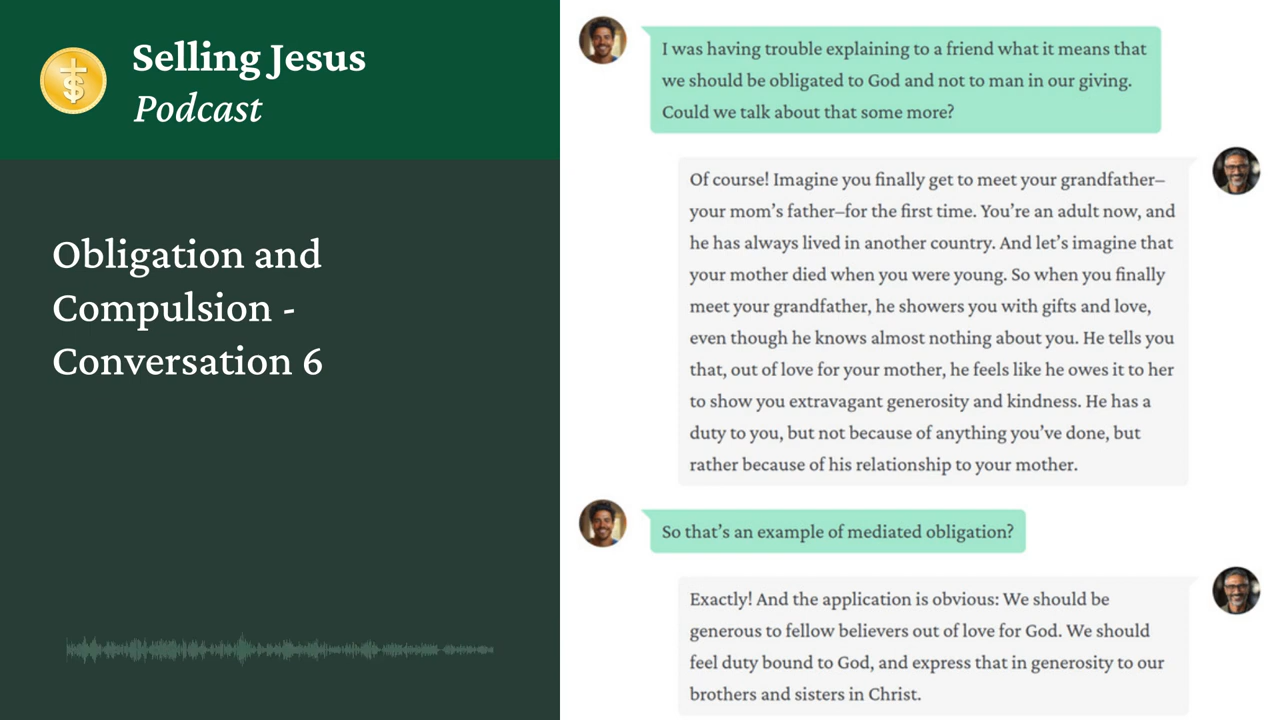 Selling Jesus
Podcast
Obligation and
Compulsion -
Conversation 6
I was having trouble explaining to a friend what it means that
we should be obligated to God and not to man in our giving.
Could we talk about that some more?
Of course! Imagine you finally get to meet your grandfather–
your mom’s father–for the first time. You’re an adult now, and
he has always lived in another country. And let’s imagine that
your mother died when you were young. So when you finally
meet your grandfather, he showers you with gifts and love,
even though he knows almost nothing about you. He tells you
that, out of love for your mother, he feels like he owes it to her
to show you extravagant generosity and kindness. He has a
duty to you, but not because of anything you’ve done, but
rather because of his relationship to your mother.
So that’s an example of mediated obligation?
Exactly! And the application is obvious: We should be
generous to fellow believers out of love for God. We should
feel duty bound to God, and express that in generosity to our
brothers and sisters in Christ.